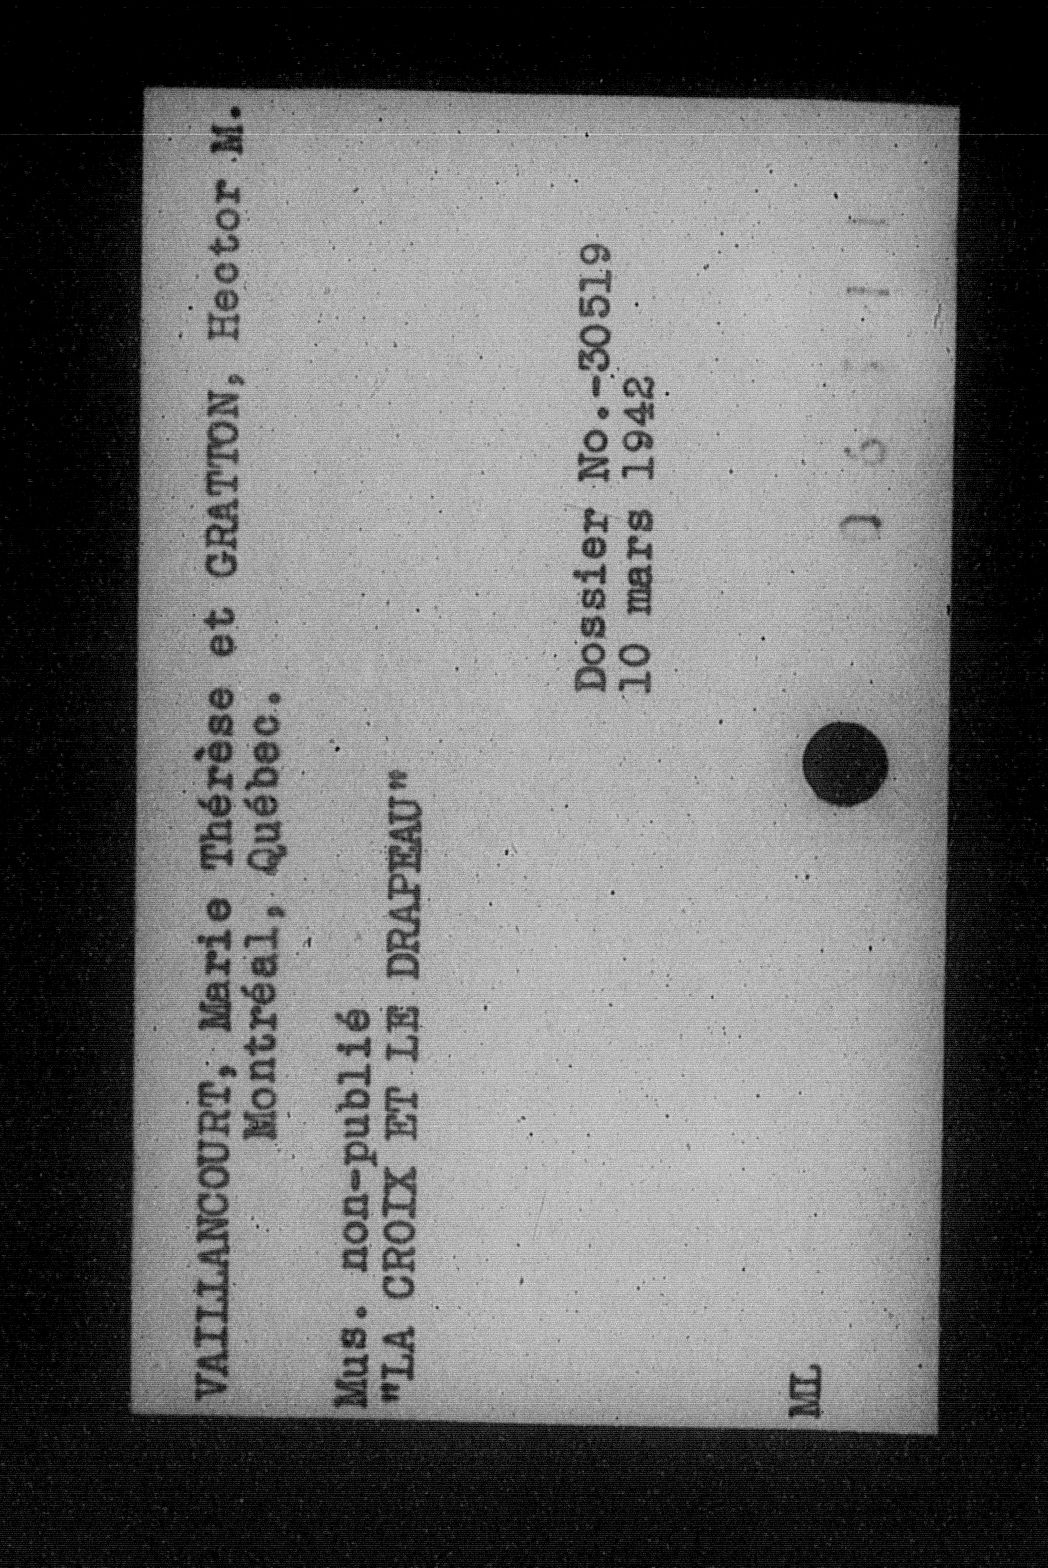 VAILLANCOURT, Marie Thérèse et GRATTON, Hector M.
Montréal, Québec.
Mus. non-publié
"LA CROIX ET LE DRAPEAU"
Dossier No.-30519
10 mars 1942
ML